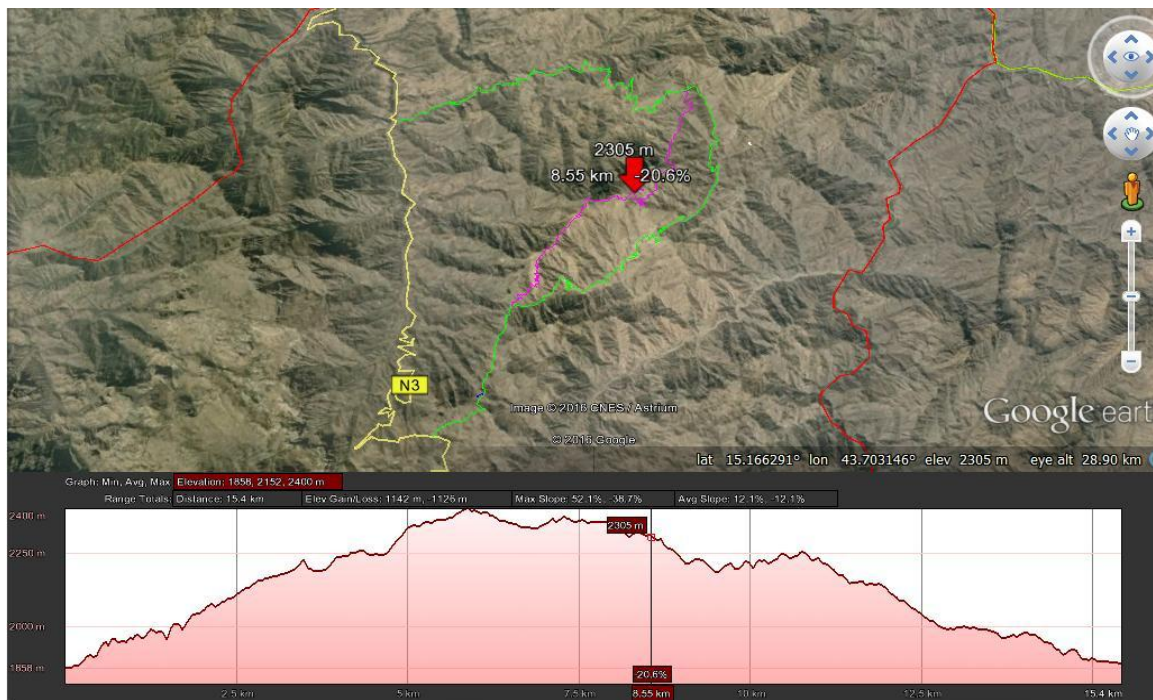 2305 m
8.55 km -20.6%
N3
Image © 2016 CNES / Astrium
© 2016 Google
Google earth
lat 15.166291° lon 43.703146° elev 2305 m eye alt 28.90 km
Graph: Min, Avg, Max Elevation: 1858, 2152, 2400 m
Range Totals: Distance: 15.4 km Elev Gain/Loss: 1142 m, -1126 m Max Slope: 52.1%, -38.7% Avg Slope: 12.1%, -12.1%
2400 m
2305 m
2250 m
2000 m
1858 m
-20.6%
2.5 km 5 km 7.5 km 8.55 km 10 km 12.5 km 15.4 km